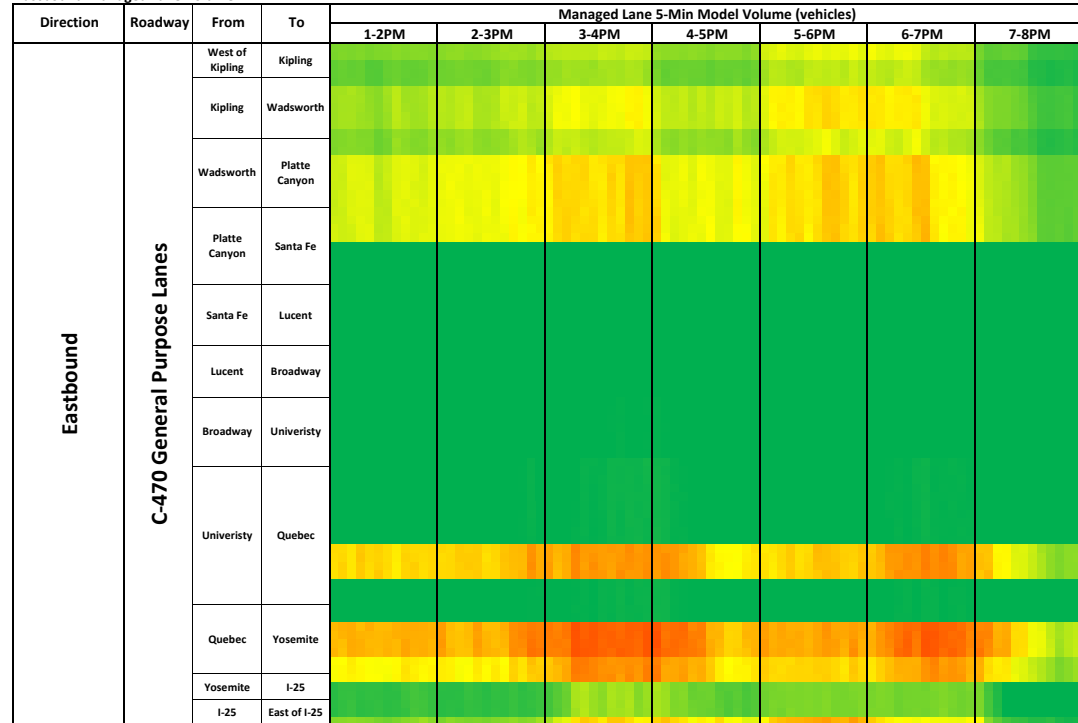 Direction Roadway From To Managed Lane 5-Min Model Volume (vehicles)
1-2PM 2-3PM 3-4PM 4-5PM 5-6PM 6-7PM 7-8PM
Eastbound
C-470 General Purpose Lanes
West of
Kipling
Kipling
Kipling Wadsworth
Wadsworth
Platte
Canyon
Platte
Canyon
Santa Fe
Santa Fe Lucent
Lucent Broadway
Broadway Univeristy
Univeristy Quebec
Quebec Yosemite
Yosemite I-25
I-25 East of I-25